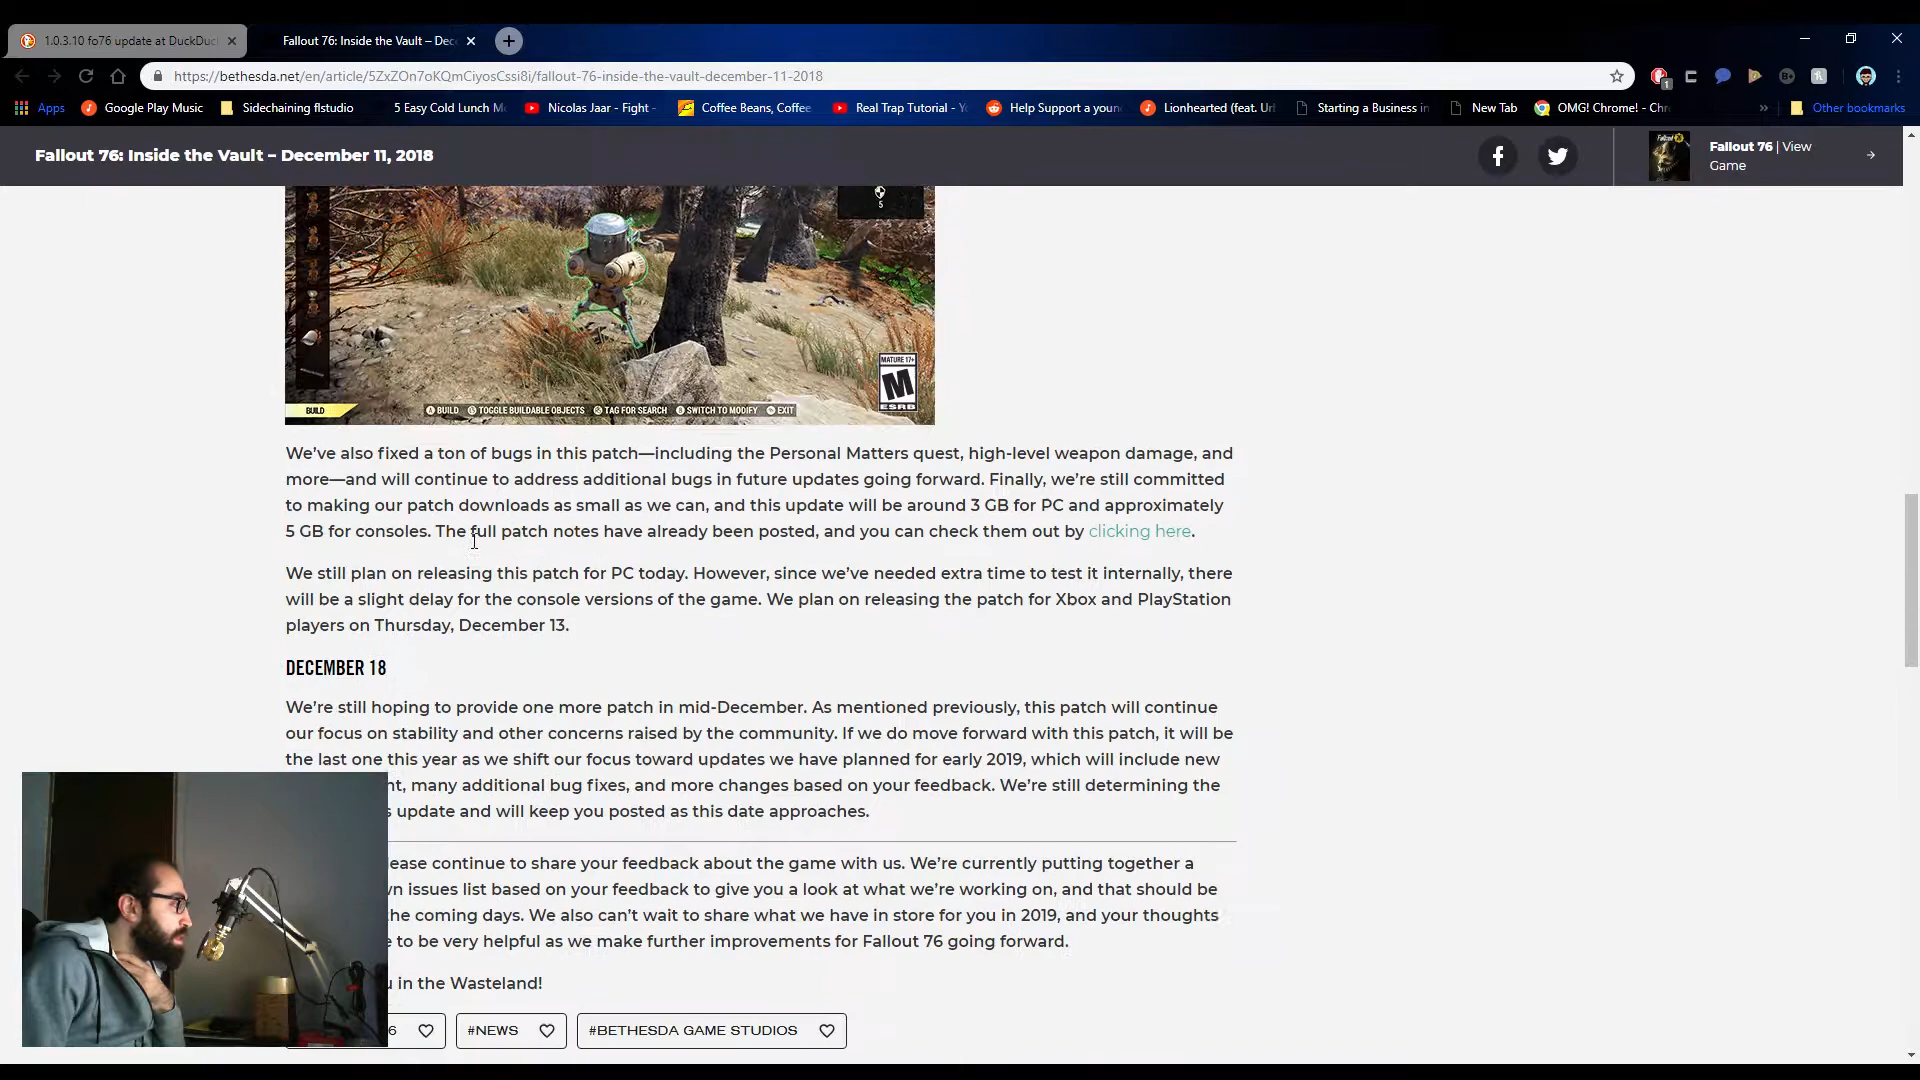 1.0.3.10 fo76 update at DuckDuc
Fallout 76: Inside the Vault – Dec
https://bethesda.net/en/article/5ZxZOn7oKQmCiyosCssi8i/fallout-76-inside-the-vault-december-11-2018
Apps
Google Play Music
Sidechaining flstudio
5 Easy Cold Lunch M
Nicolas Jaar - Fight -
Coffee Beans, Coffee
Real Trap Tutorial - Y
Help Support a youn
Lionhearted (feat. Ur
Starting a Business in
New Tab
OMG! Chrome! - Chr
Other bookmarks
Fallout 76: Inside the Vault – December 11, 2018
Fallout 76 | View
Game
5
MATURE 17+
M
ESRB
BUILD
BUILD
TOGGLE BUILDABLE OBJECTS
TAG FOR SEARCH
SWITCH TO MODIFY
EXIT
We’ve also fixed a ton of bugs in this patch—including the Personal Matters quest, high-level weapon damage, and
more—and will continue to address additional bugs in future updates going forward. Finally, we’re still committed
to making our patch downloads as small as we can, and this update will be around 3 GB for PC and approximately
5 GB for consoles. The full patch notes have already been posted, and you can check them out by clicking here.
We still plan on releasing this patch for PC today. However, since we’ve needed extra time to test it internally, there
will be a slight delay for the console versions of the game. We plan on releasing the patch for Xbox and PlayStation
players on Thursday, December 13.
DECEMBER 18
We’re still hoping to provide one more patch in mid-December. As mentioned previously, this patch will continue
our focus on stability and other concerns raised by the community. If we do move forward with this patch, it will be
the last one this year as we shift our focus toward updates we have planned for early 2019, which will include new
nt, many additional bug fixes, and more changes based on your feedback. We’re still determining the
s update and will keep you posted as this date approaches.
lease continue to share your feedback about the game with us. We’re currently putting together a
wn issues list based on your feedback to give you a look at what we’re working on, and that should be
the coming days. We also can’t wait to share what we have in store for you in 2019, and your thoughts
e to be very helpful as we make further improvements for Fallout 76 going forward.
u in the Wasteland!
6
#NEWS
#BETHESDA GAME STUDIOS